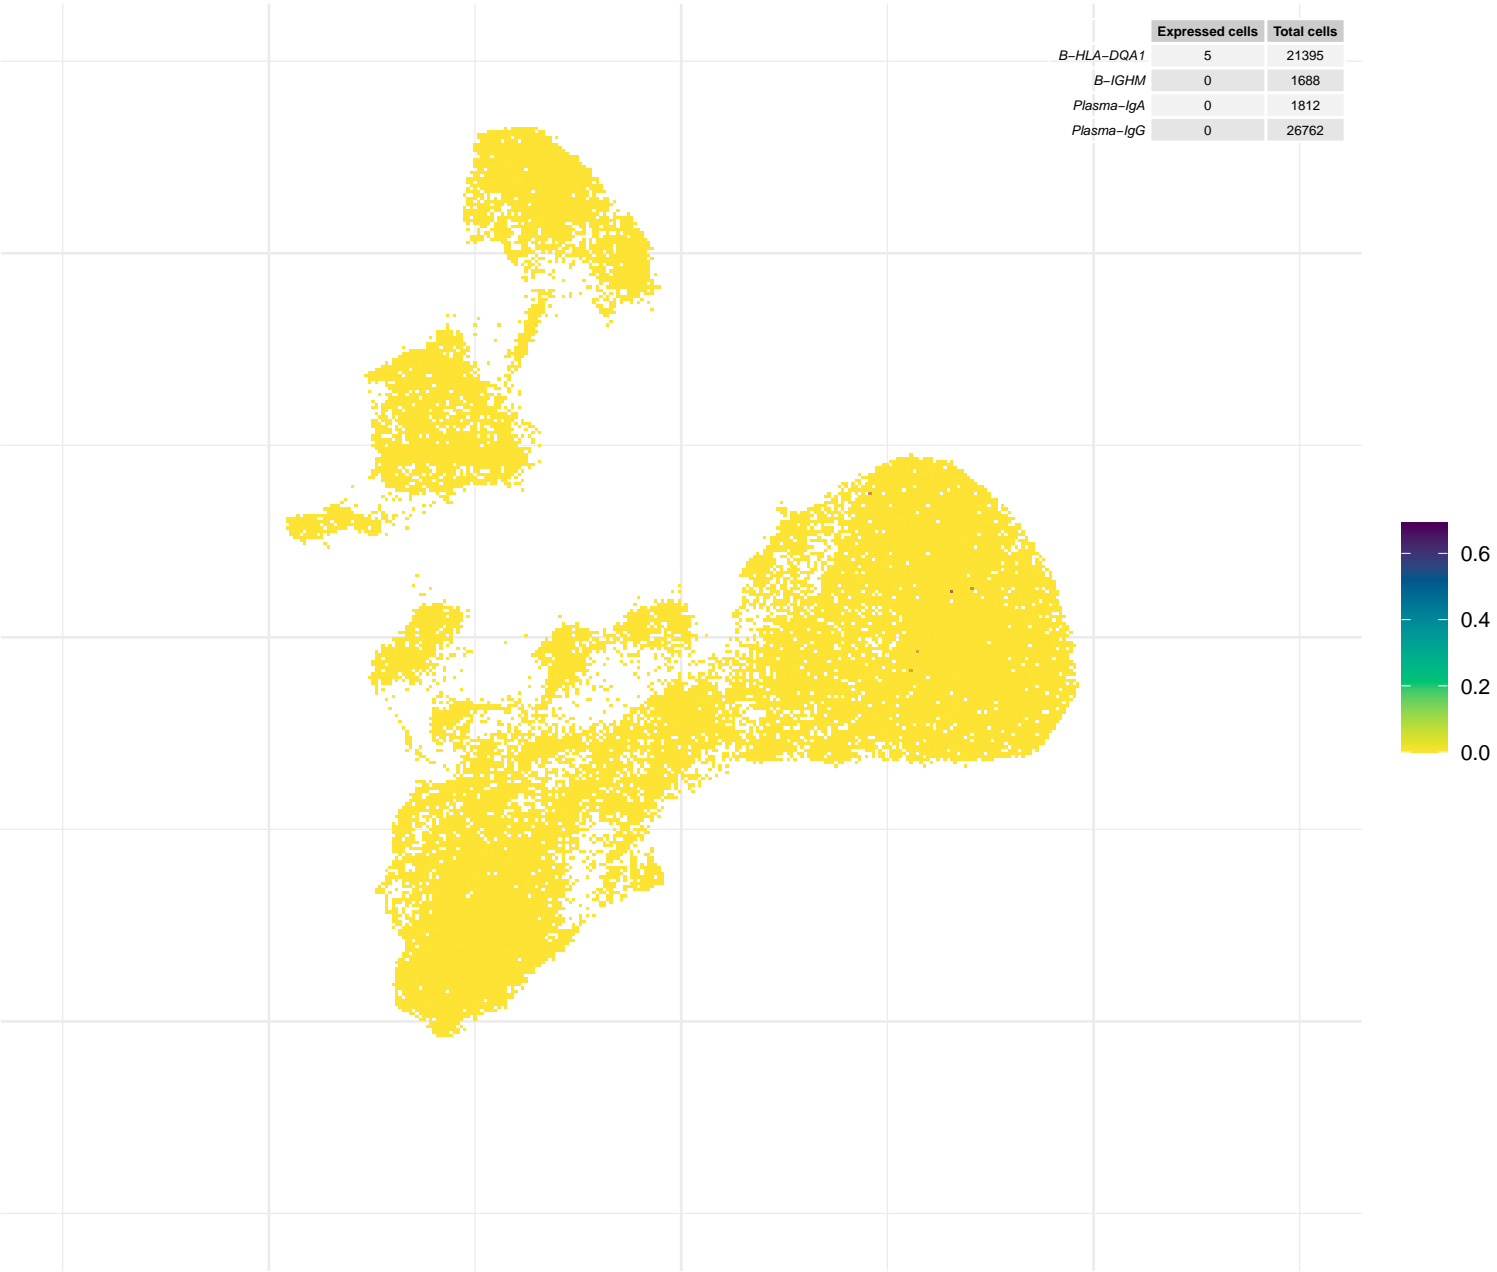 Expressed cells Total cells
B−HLA−DQA1 5 21395
B−IGHM 0 1688
Plasma−IgA 0 1812
Plasma−IgG 0 26762
0.6
0.4
0.2
0.0